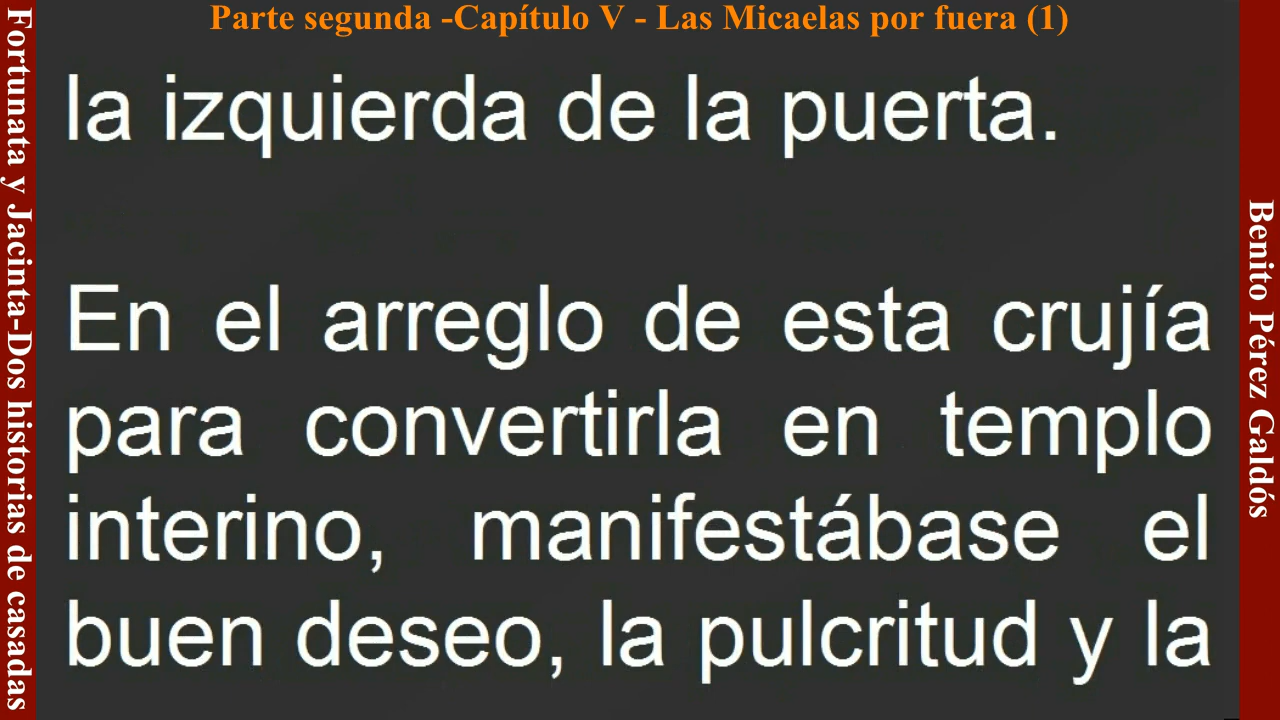 Parte segunda -Capítulo V - Las Micaelas por fuera (1)
Fortunata y Jacinta-Dos historias de casadas
la izquierda de la puerta.
En el arreglo de esta crujía
para convertirla en templo
interino, manifestábase el
buen deseo, la pulcritud y la
Benito Pérez Galdós